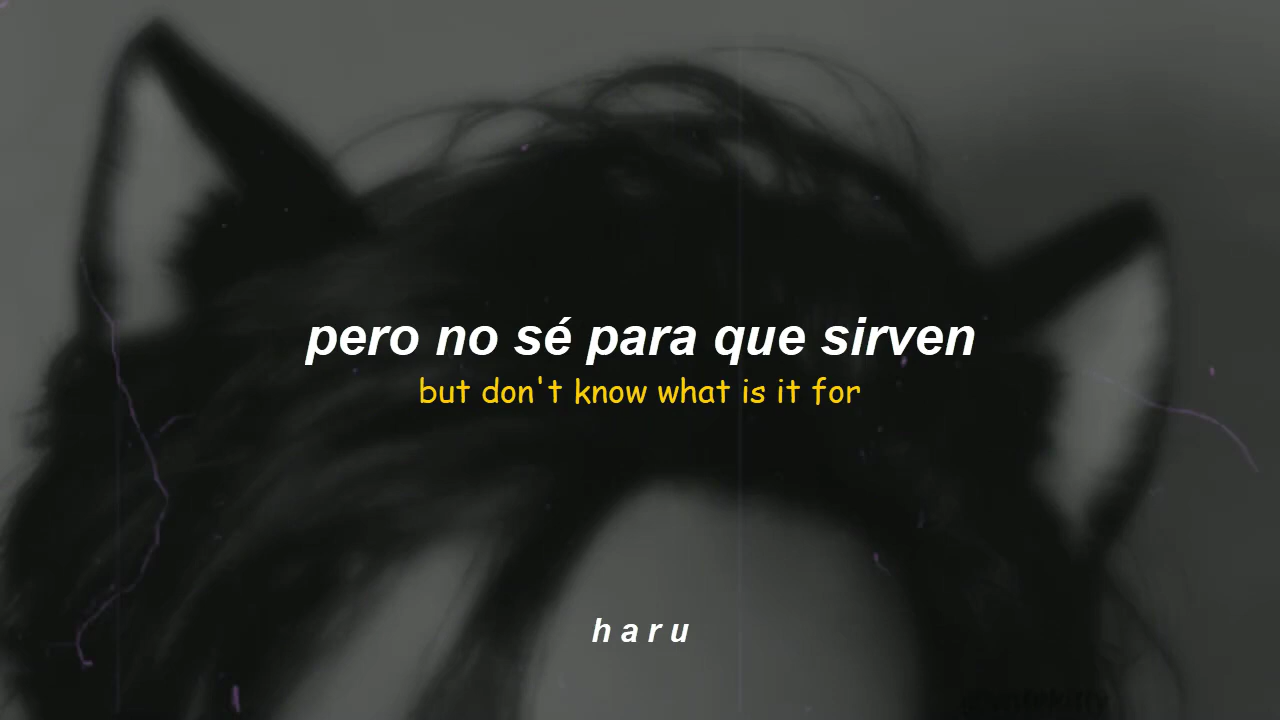 pero no sé para que sirven
but don't know what is it for
h a r u